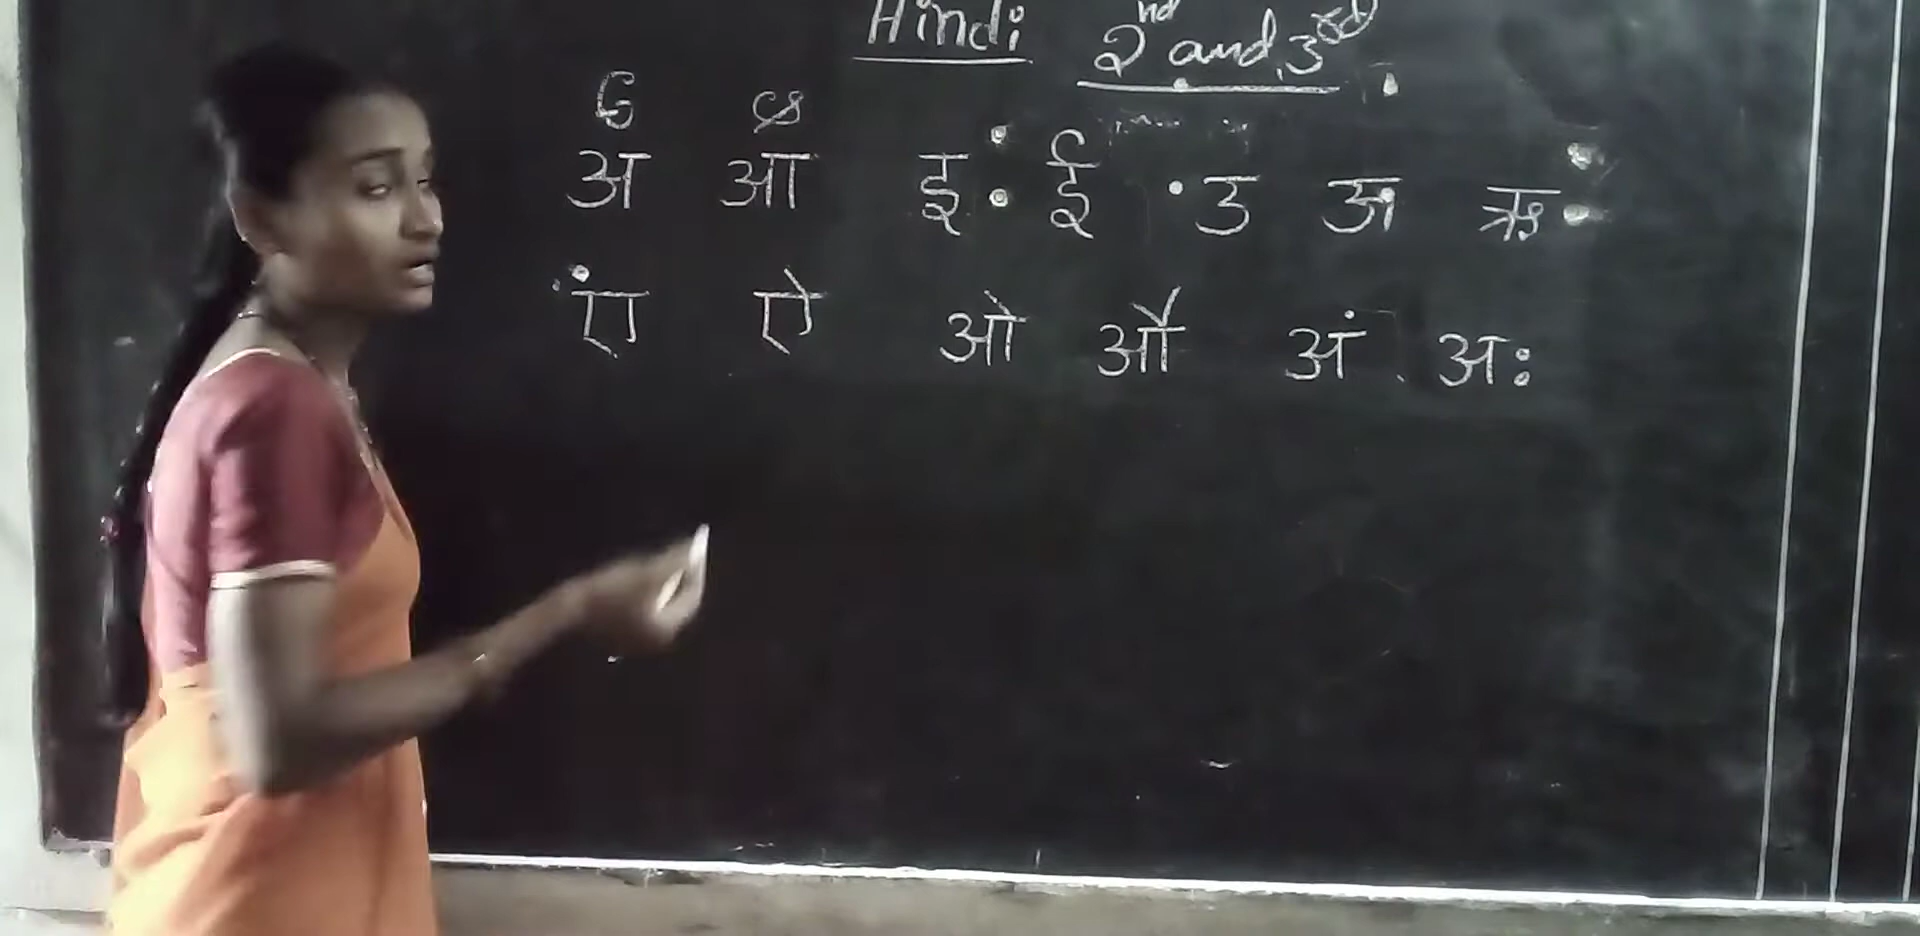 Hindi 2nd and 3rd
అ ఆ
अ आ इ ई उ ऊ ऋ
ए ऐ ओ औ अं अः